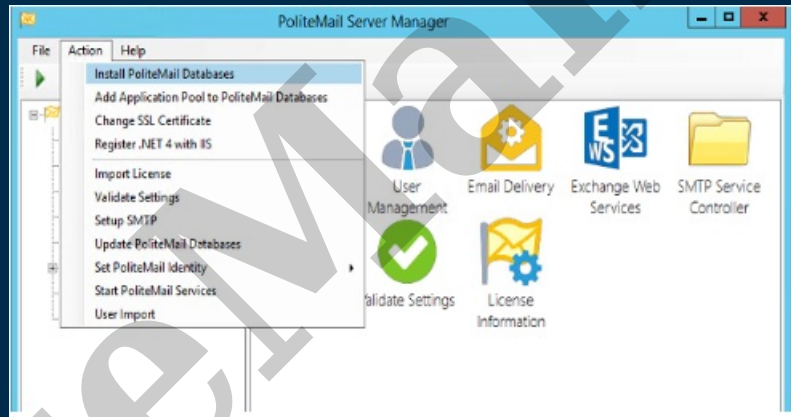 PoliteMail Server Manager
File Action Help
Install PoliteMail Databases
Add Application Pool to PoliteMail Databases
Change SSL Certificate
Register .NET 4 with IIS
Import License
Validate Settings
Setup SMTP
Update PoliteMail Databases
Set PoliteMail Identity
Start PoliteMail Services
User Import
User Management
Email Delivery
Exchange Web Services
SMTP Service Controller
Validate Settings
License Information